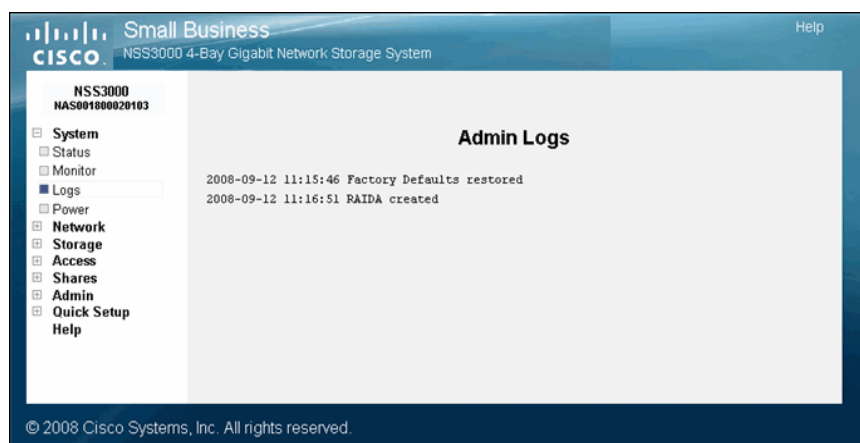 Small Business
Help
CISCO. NSS3000 4-Bay Gigabit Network Storage System
NSS3000
NAS001800020103
System
Status
Monitor
Logs
Power
Network
Storage
Access
Shares
Admin
Quick Setup
Help
Admin Logs
2008-09-12 11:15:46 Factory Defaults restored
2008-09-12 11:16:51 RAIDA created
© 2008 Cisco Systems, Inc. All rights reserved.